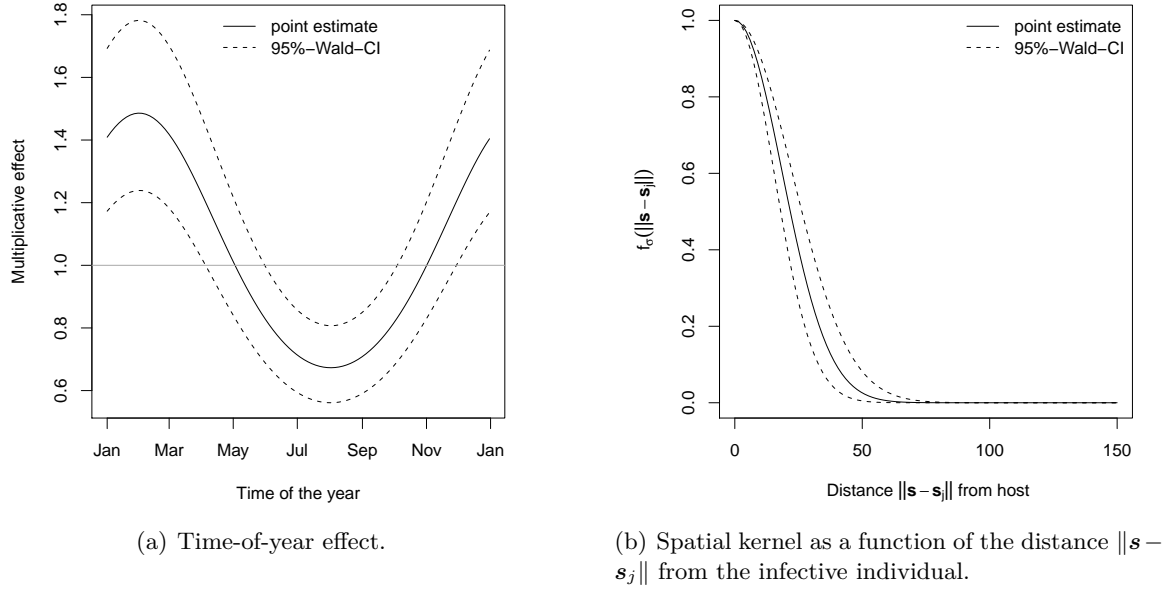 point estimate
95%−Wald−CI
1.8
1.6
1.4
1.2
1.0
0.8
0.6
Multiplicative effect
Jan Mar May Jul Sep Nov Jan
Time of the year
(a) Time-of-year effect.
point estimate
95%−Wald−CI
1.0
0.8
0.6
0.4
0.2
0.0
fσ(||s − sj||)
0 50 100 150
Distance ||s − sj|| from host
(b) Spatial kernel as a function of the distance ‖s −
sj‖ from the infective individual.